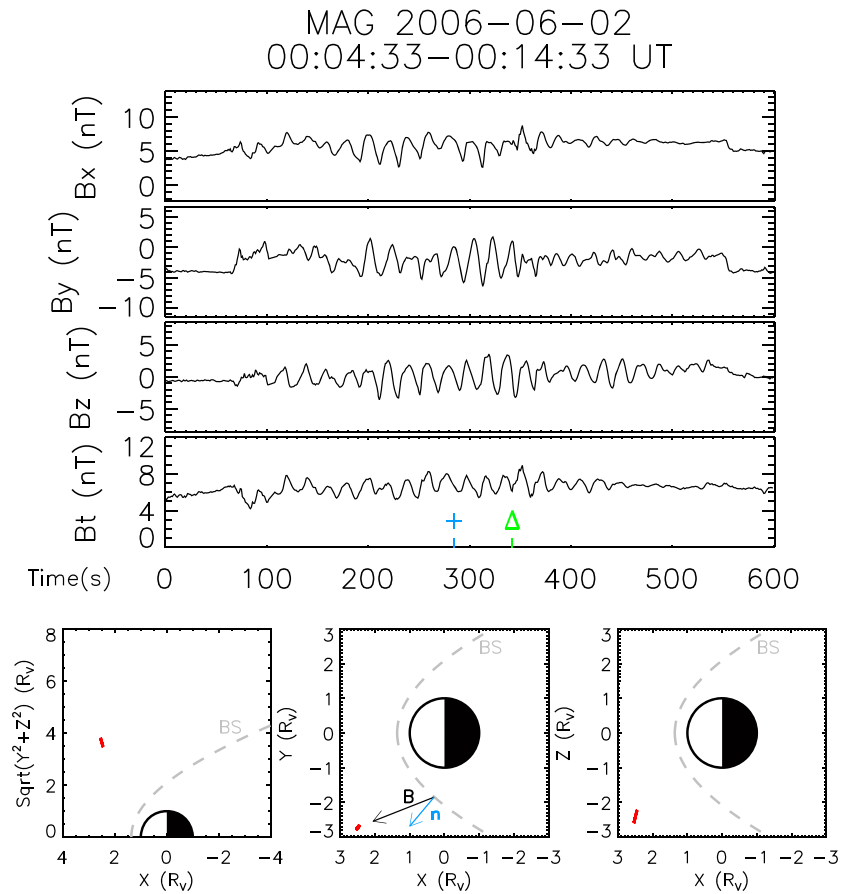 MAG 2006-06-02
00:04:33-00:14:33 UT
Bx (nT)
10
5
0
By (nT)
5
0
-5
-10
Bz (nT)
5
0
-5
Bt (nT)
12
8
4
0
+ Δ
Time(s) 0 100 200 300 400 500 600
Sqrt(Y²+Z²) (Rv)
8
6
4
2
0
BS
4 2 0 -2 -4
X (Rv)
Y (Rv)
3
2
1
0
-1
-2
-3
BS
B
n
3 2 1 0 -1 -2 -3
X (Rv)
Z (Rv)
3
2
1
0
-1
-2
-3
BS
3 2 1 0 -1 -2 -3
X (Rv)